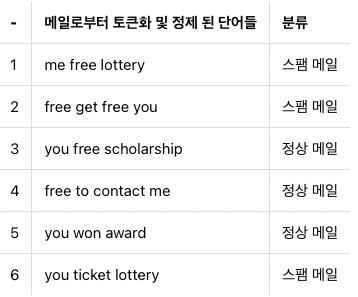 - 메일로부터 토큰화 및 정제 된 단어들 분류
1 me free lottery 스팸 메일
2 free get free you 스팸 메일
3 you free scholarship 정상 메일
4 free to contact me 정상 메일
5 you won award 정상 메일
6 you ticket lottery 스팸 메일